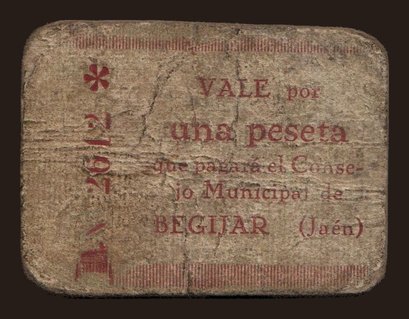 VALE por
una peseta
que pagará el Conse-
jo Municipal de
BEGIJAR (Jaén)
2612 *